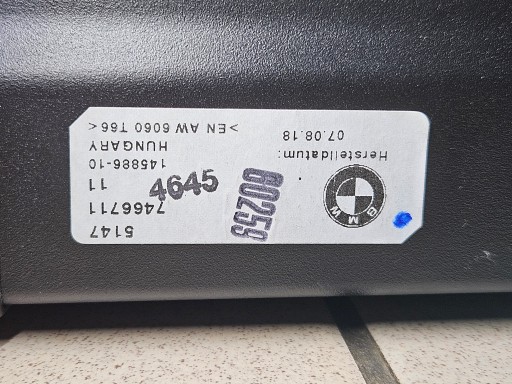 5147
7466711
11
145886-10
HUNGARY
>EN AW 6060 T66<
BMW
Herstelldatum:
07.08.18
4645
60259